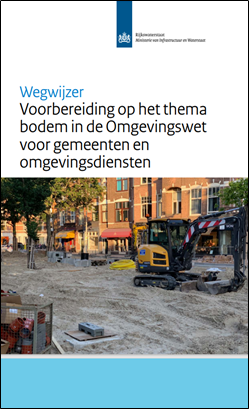 Rijkswaterstaat
Ministerie van Infrastructuur en Waterstaat
Wegwijzer
Voorbereiding op het thema
bodem in de Omgevingswet
voor gemeenten en
omgevingsdiensten